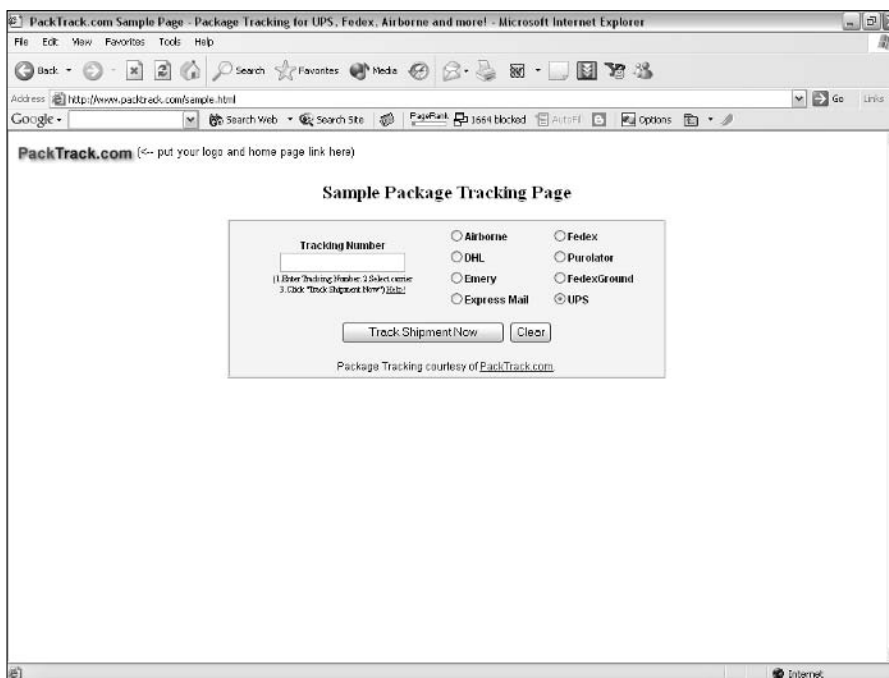 PackTrack.com Sample Page - Package Tracking for UPS, Fedex, Airborne and more! - Microsoft Internet Explorer
File Edit View Favorites Tools Help
Back Search Favorites Media
Address http://www.packtrack.com/sample.html Go Links
Google Search Web Search Site PageRank 1664 blocked AutoFill Options
PackTrack.com (<-- put your logo and home page link here)
Sample Package Tracking Page
Tracking Number
(1.Enter Tracking Number. 2.Select carrier
3. Click "Track Shipment Now") Help!
Airborne Fedex
DHL Purolator
Emery FedexGround
Express Mail UPS
Track Shipment Now Clear
Package Tracking courtesy of PackTrack.com
Internet